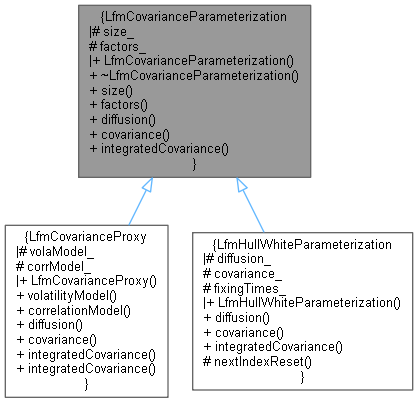 {LfmCovarianceParameterization
|# size_
# factors_
|+ LfmCovarianceParameterization()
+ ~LfmCovarianceParameterization()
+ size()
+ factors()
+ diffusion()
+ covariance()
+ integratedCovariance()
}
{LfmCovarianceProxy
|# volaModel_
# corrModel_
|+ LfmCovarianceProxy()
+ volatilityModel()
+ correlationModel()
+ diffusion()
+ covariance()
+ integratedCovariance()
+ integratedCovariance()
}
{LfmHullWhiteParameterization
|# diffusion_
# covariance_
# fixingTimes_
|+ LfmHullWhiteParameterization()
+ diffusion()
+ covariance()
+ integratedCovariance()
# nextIndexReset()
}